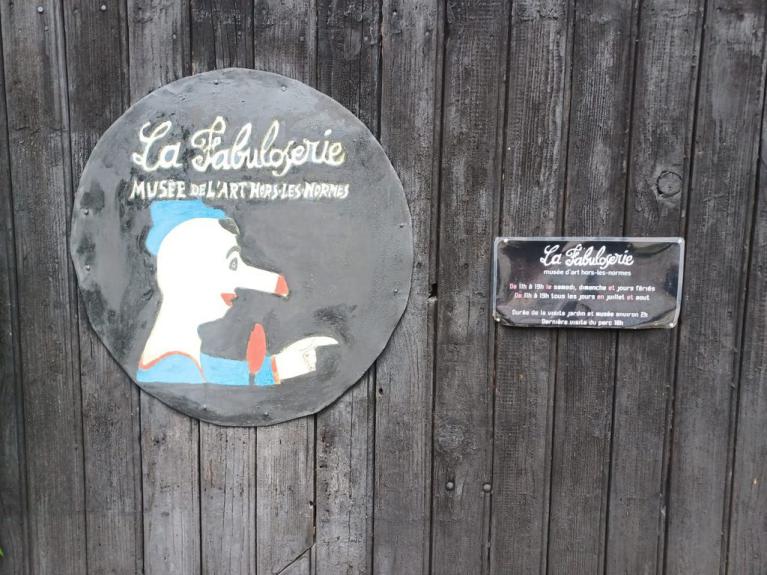 La Fabuloserie
MUSÉE DE L'ART HORS-LES-NORMES
La Fabuloserie
musée d'art hors-les-normes
De 11h à 19h le samedi, dimanche et jours fériés
De 11h à 19h tous les jours en juillet et aout
Durée de la visite jardin et musée environ 2h
Dernière visite du parc 18h